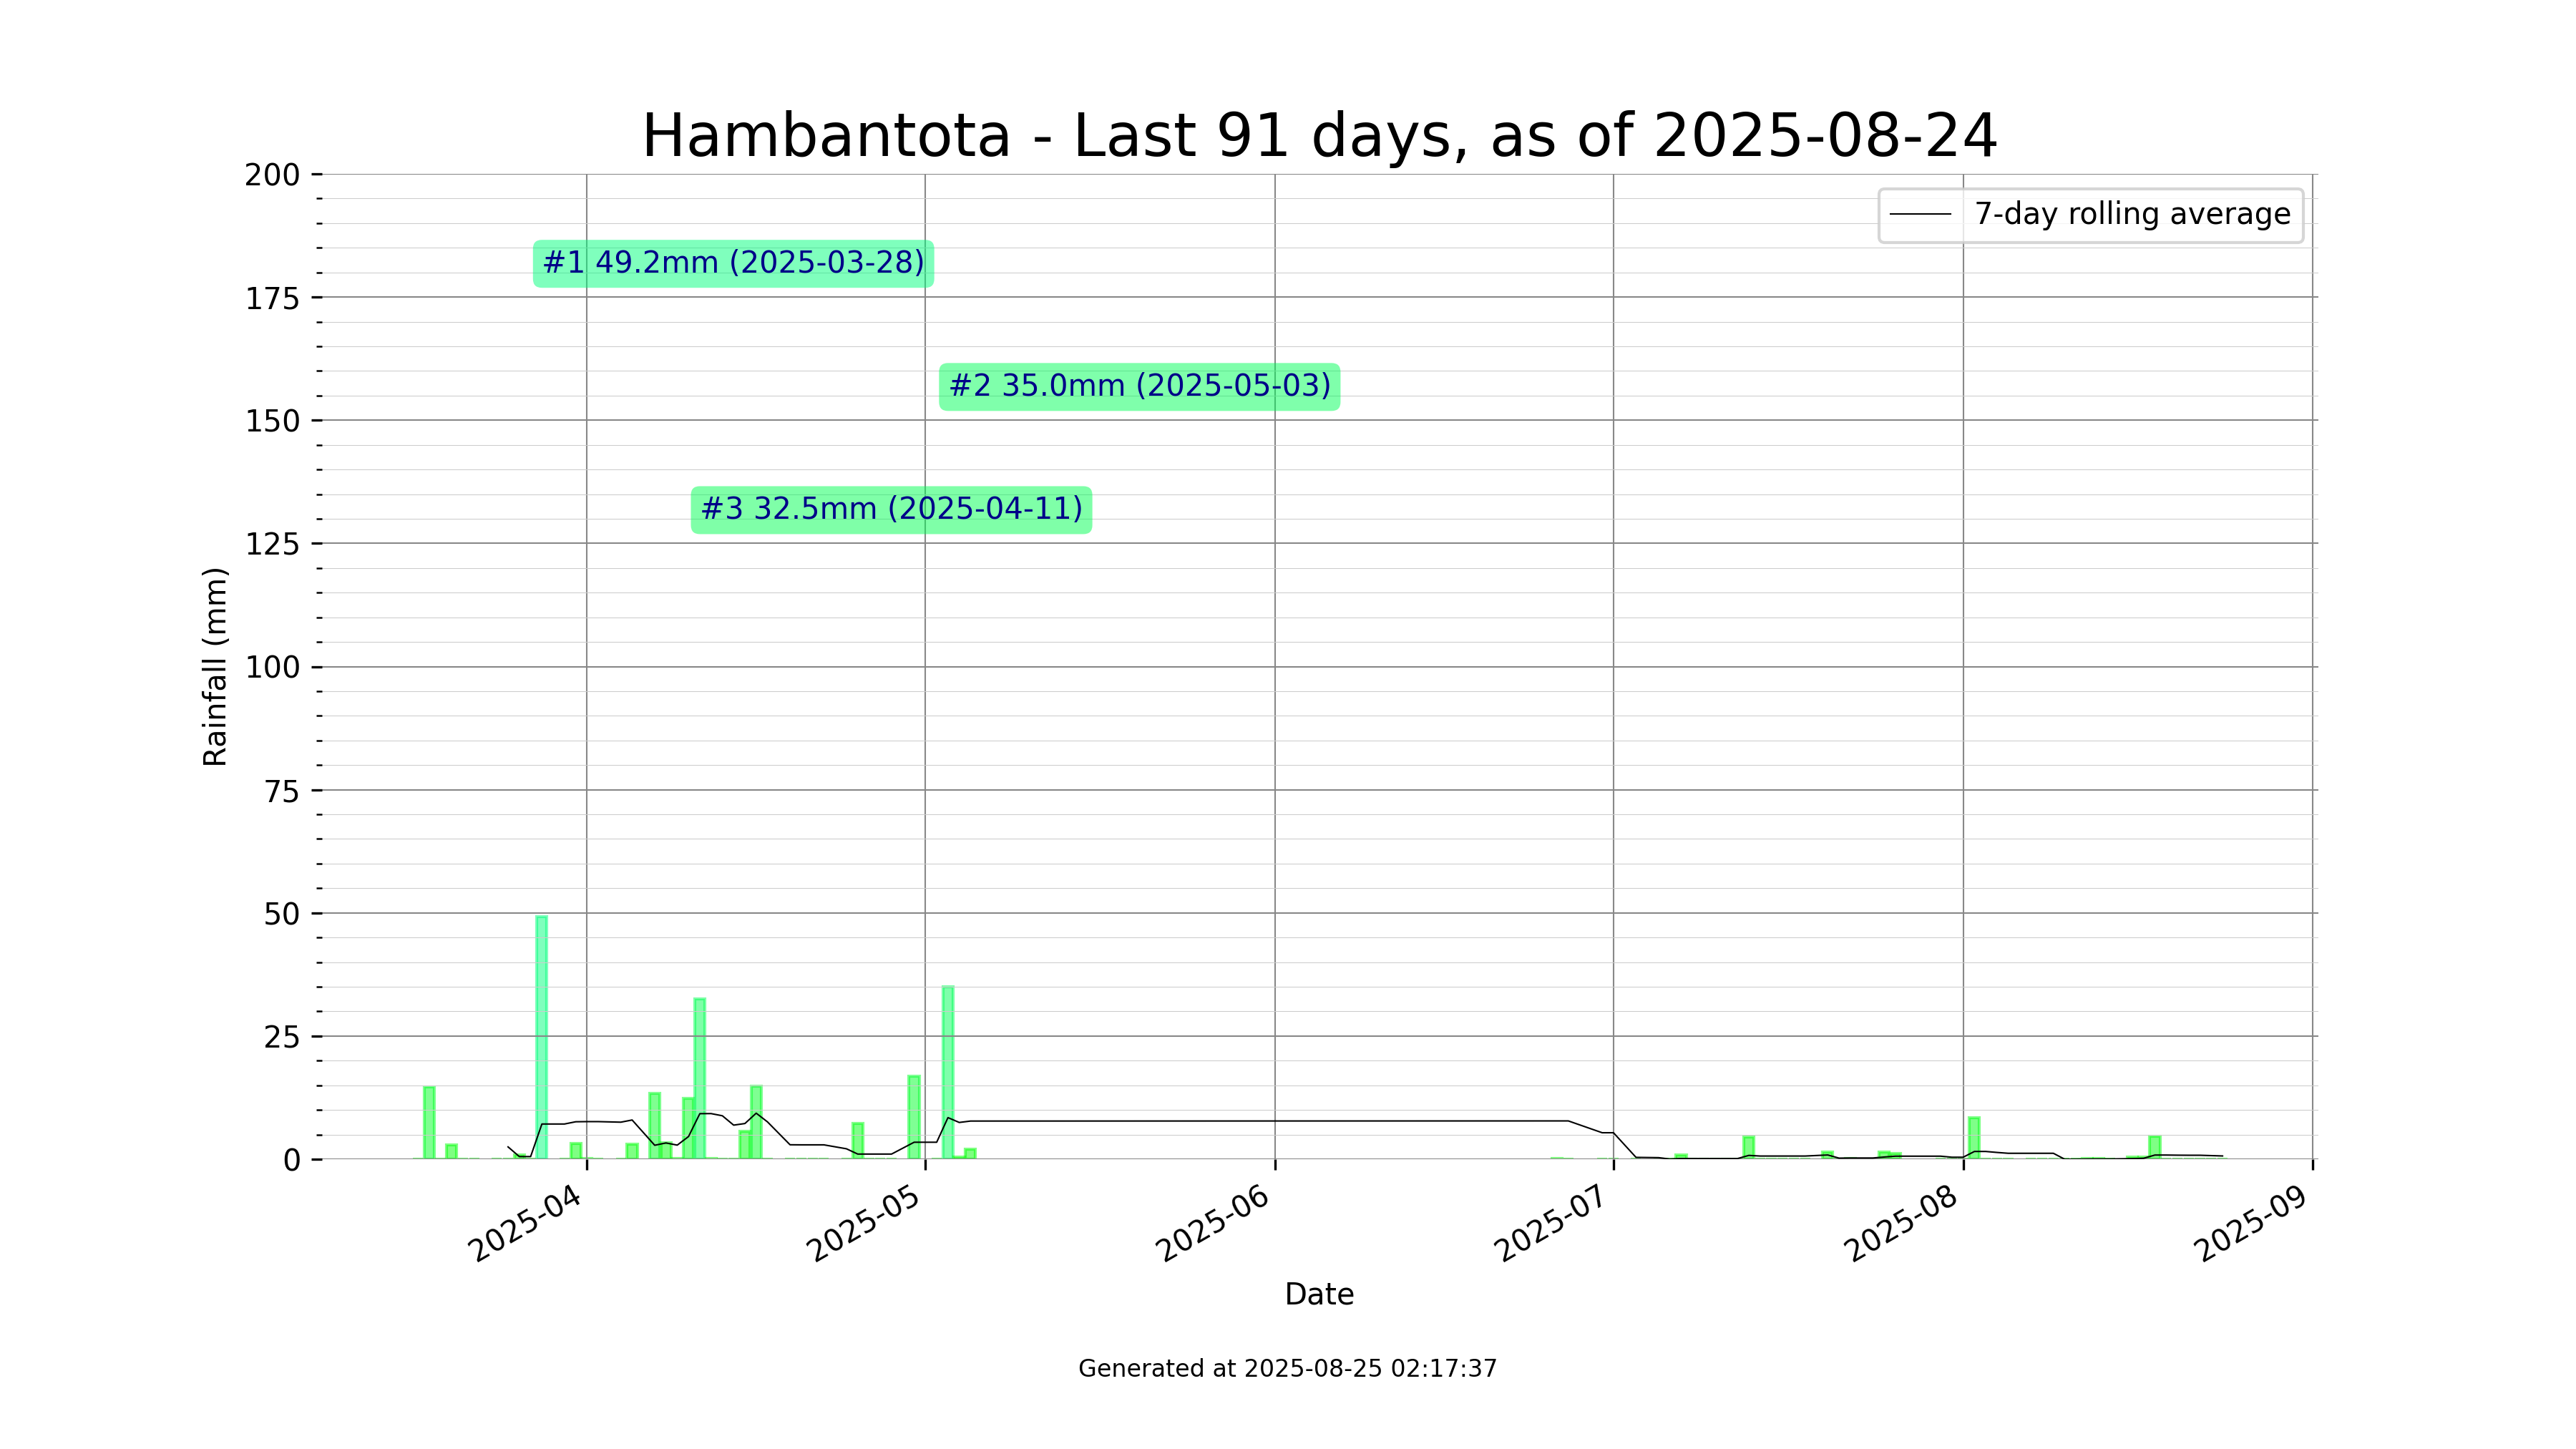 Hambantota - Last 91 days, as of 2025-08-24
200
175
150
125
100
75
50
25
0
Rainfall (mm)
7-day rolling average
#1 49.2mm (2025-03-28)
#2 35.0mm (2025-05-03)
#3 32.5mm (2025-04-11)
2025-04
2025-05
2025-06
2025-07
2025-08
2025-09
Date
Generated at 2025-08-25 02:17:37